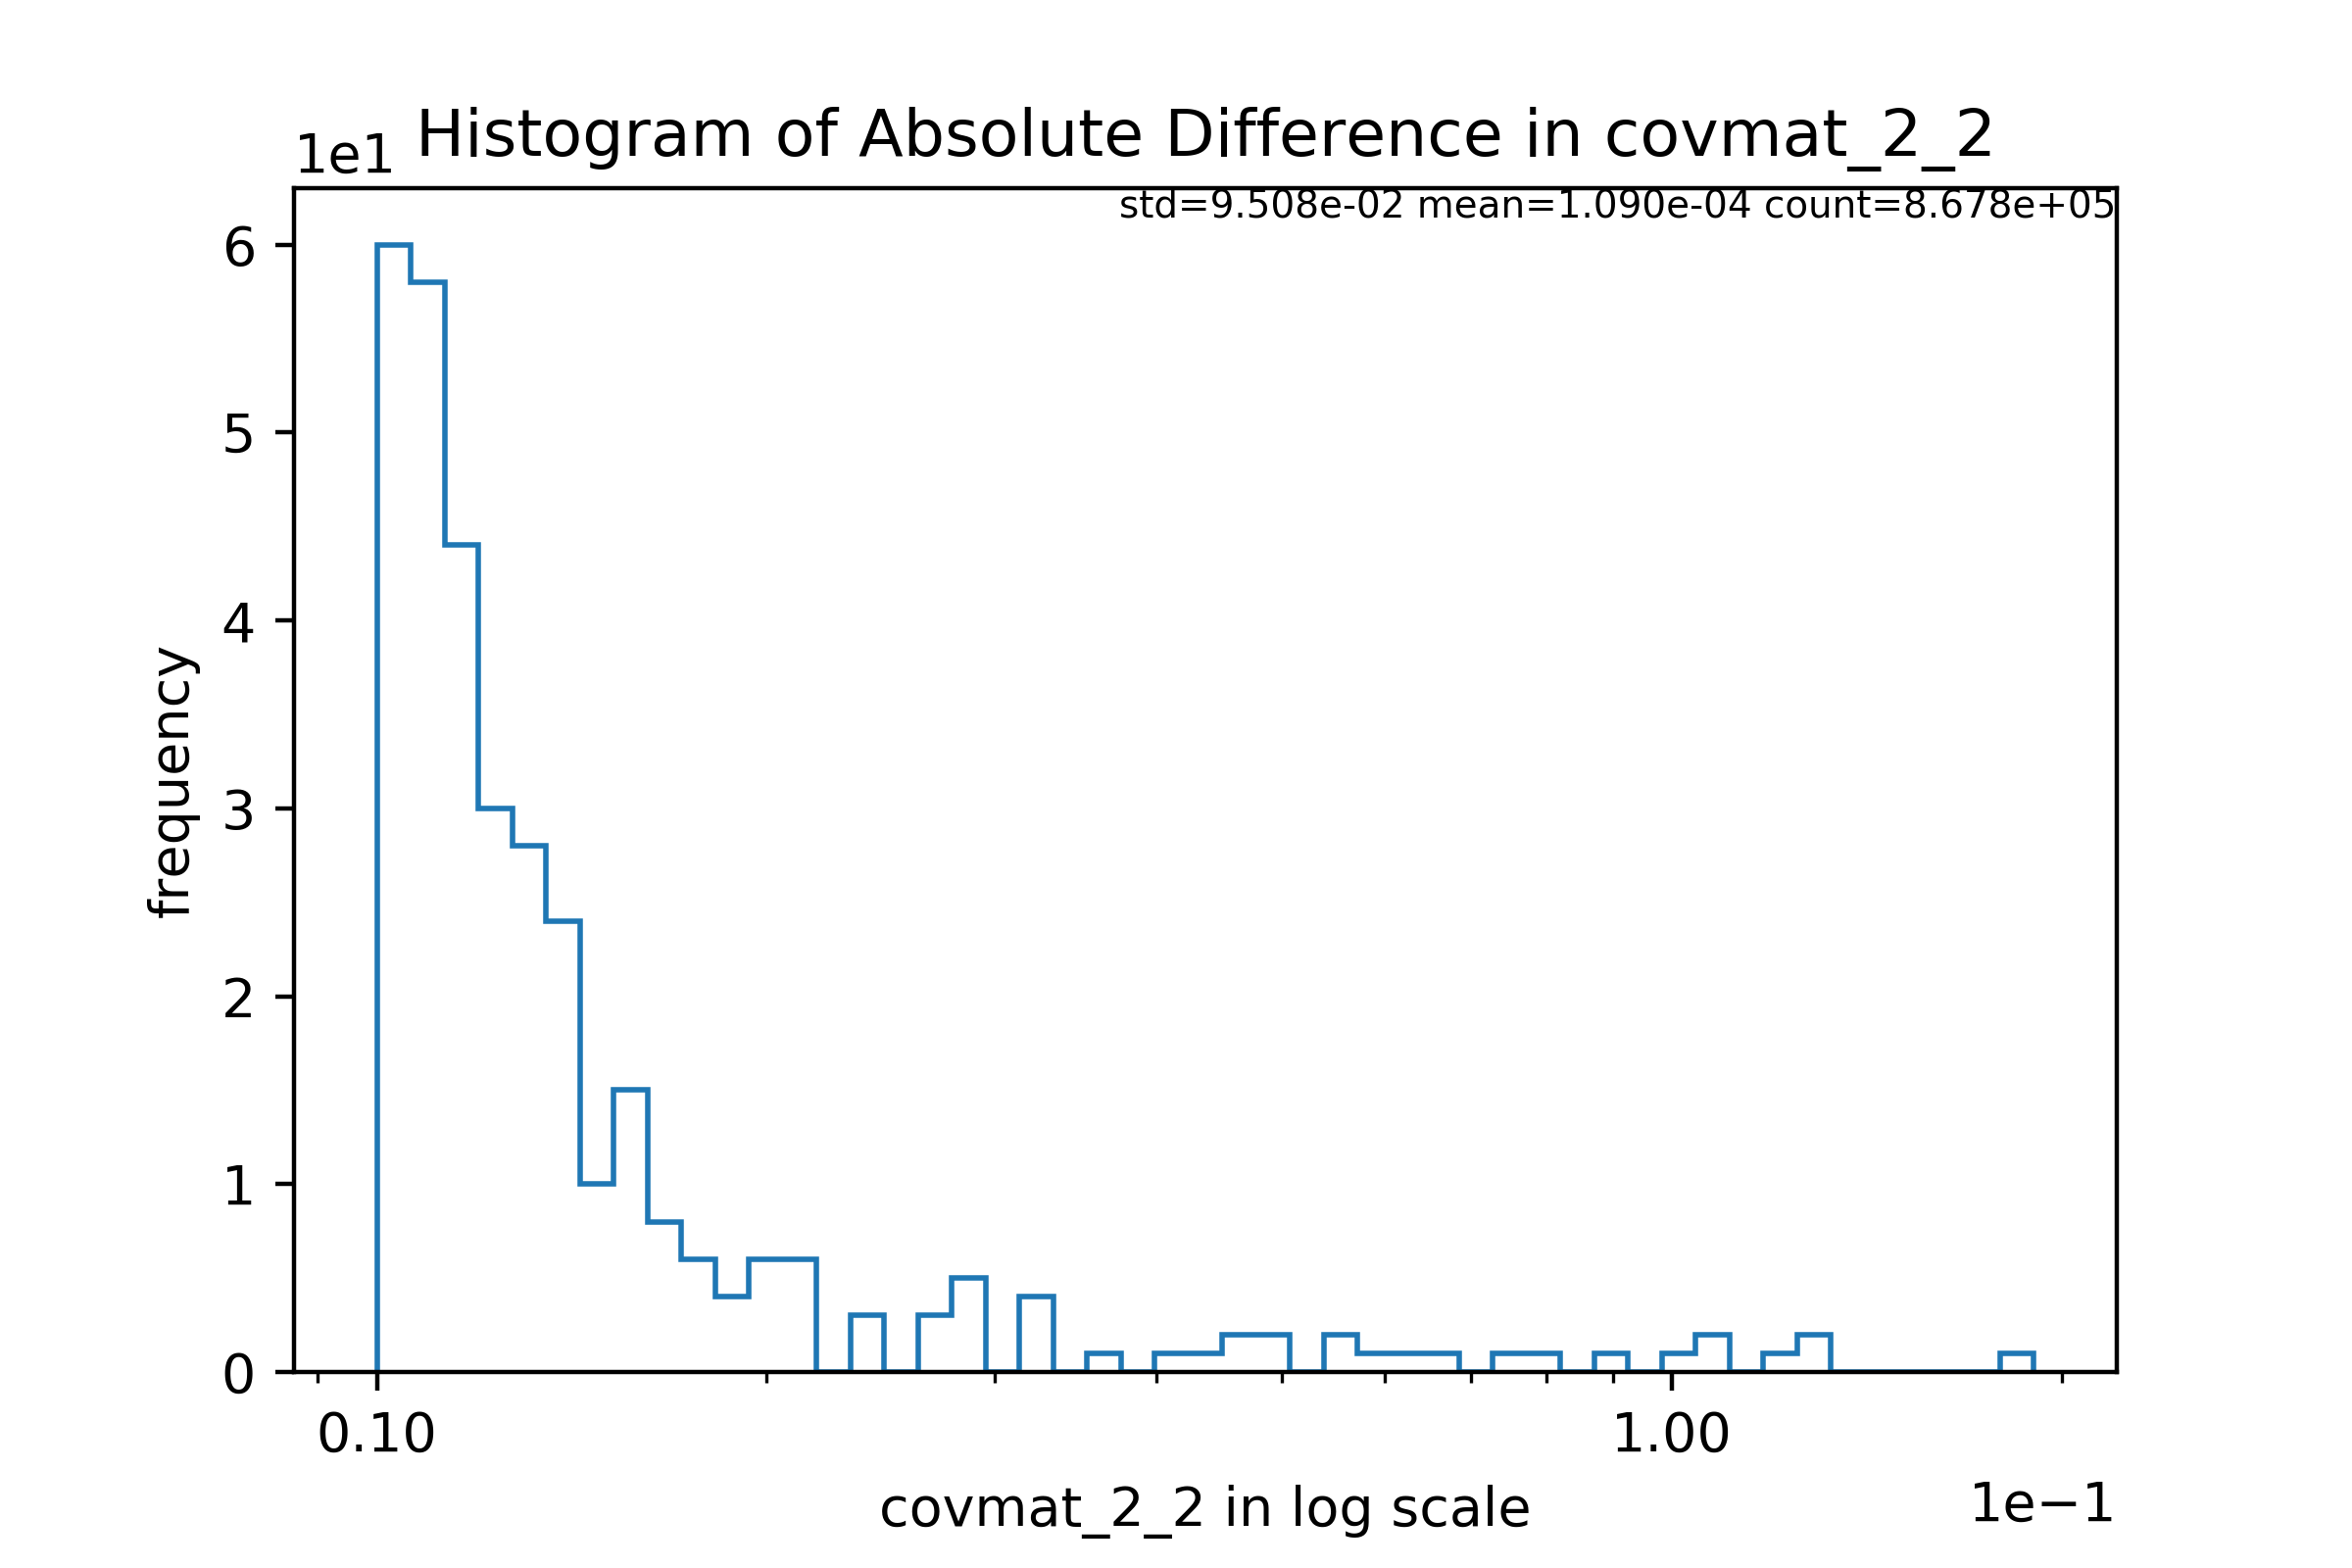 Histogram of Absolute Difference in covmat_2_2
1e1
std=9.508e-02 mean=1.090e-04 count=8.678e+05
6
5
4
3
2
1
0
frequency
0.10 1.00
covmat_2_2 in log scale
1e−1